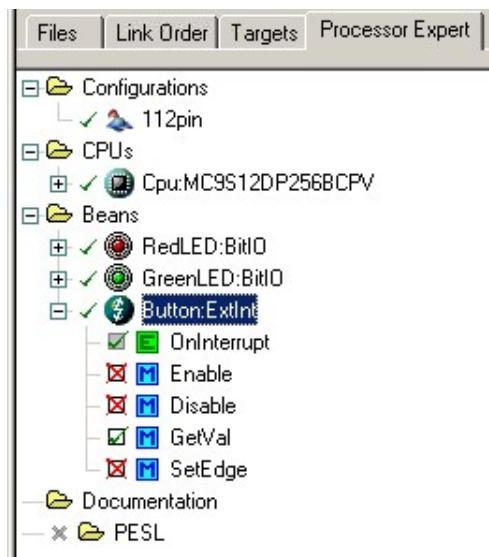 Files Link Order Targets Processor Expert
Configurations
112pin
CPUs
Cpu:MC9S12DP256BCPV
Beans
RedLED:BitIO
GreenLED:BitIO
Button:ExtInt
E OnInterrupt
M Enable
M Disable
M GetVal
M SetEdge
Documentation
PESL